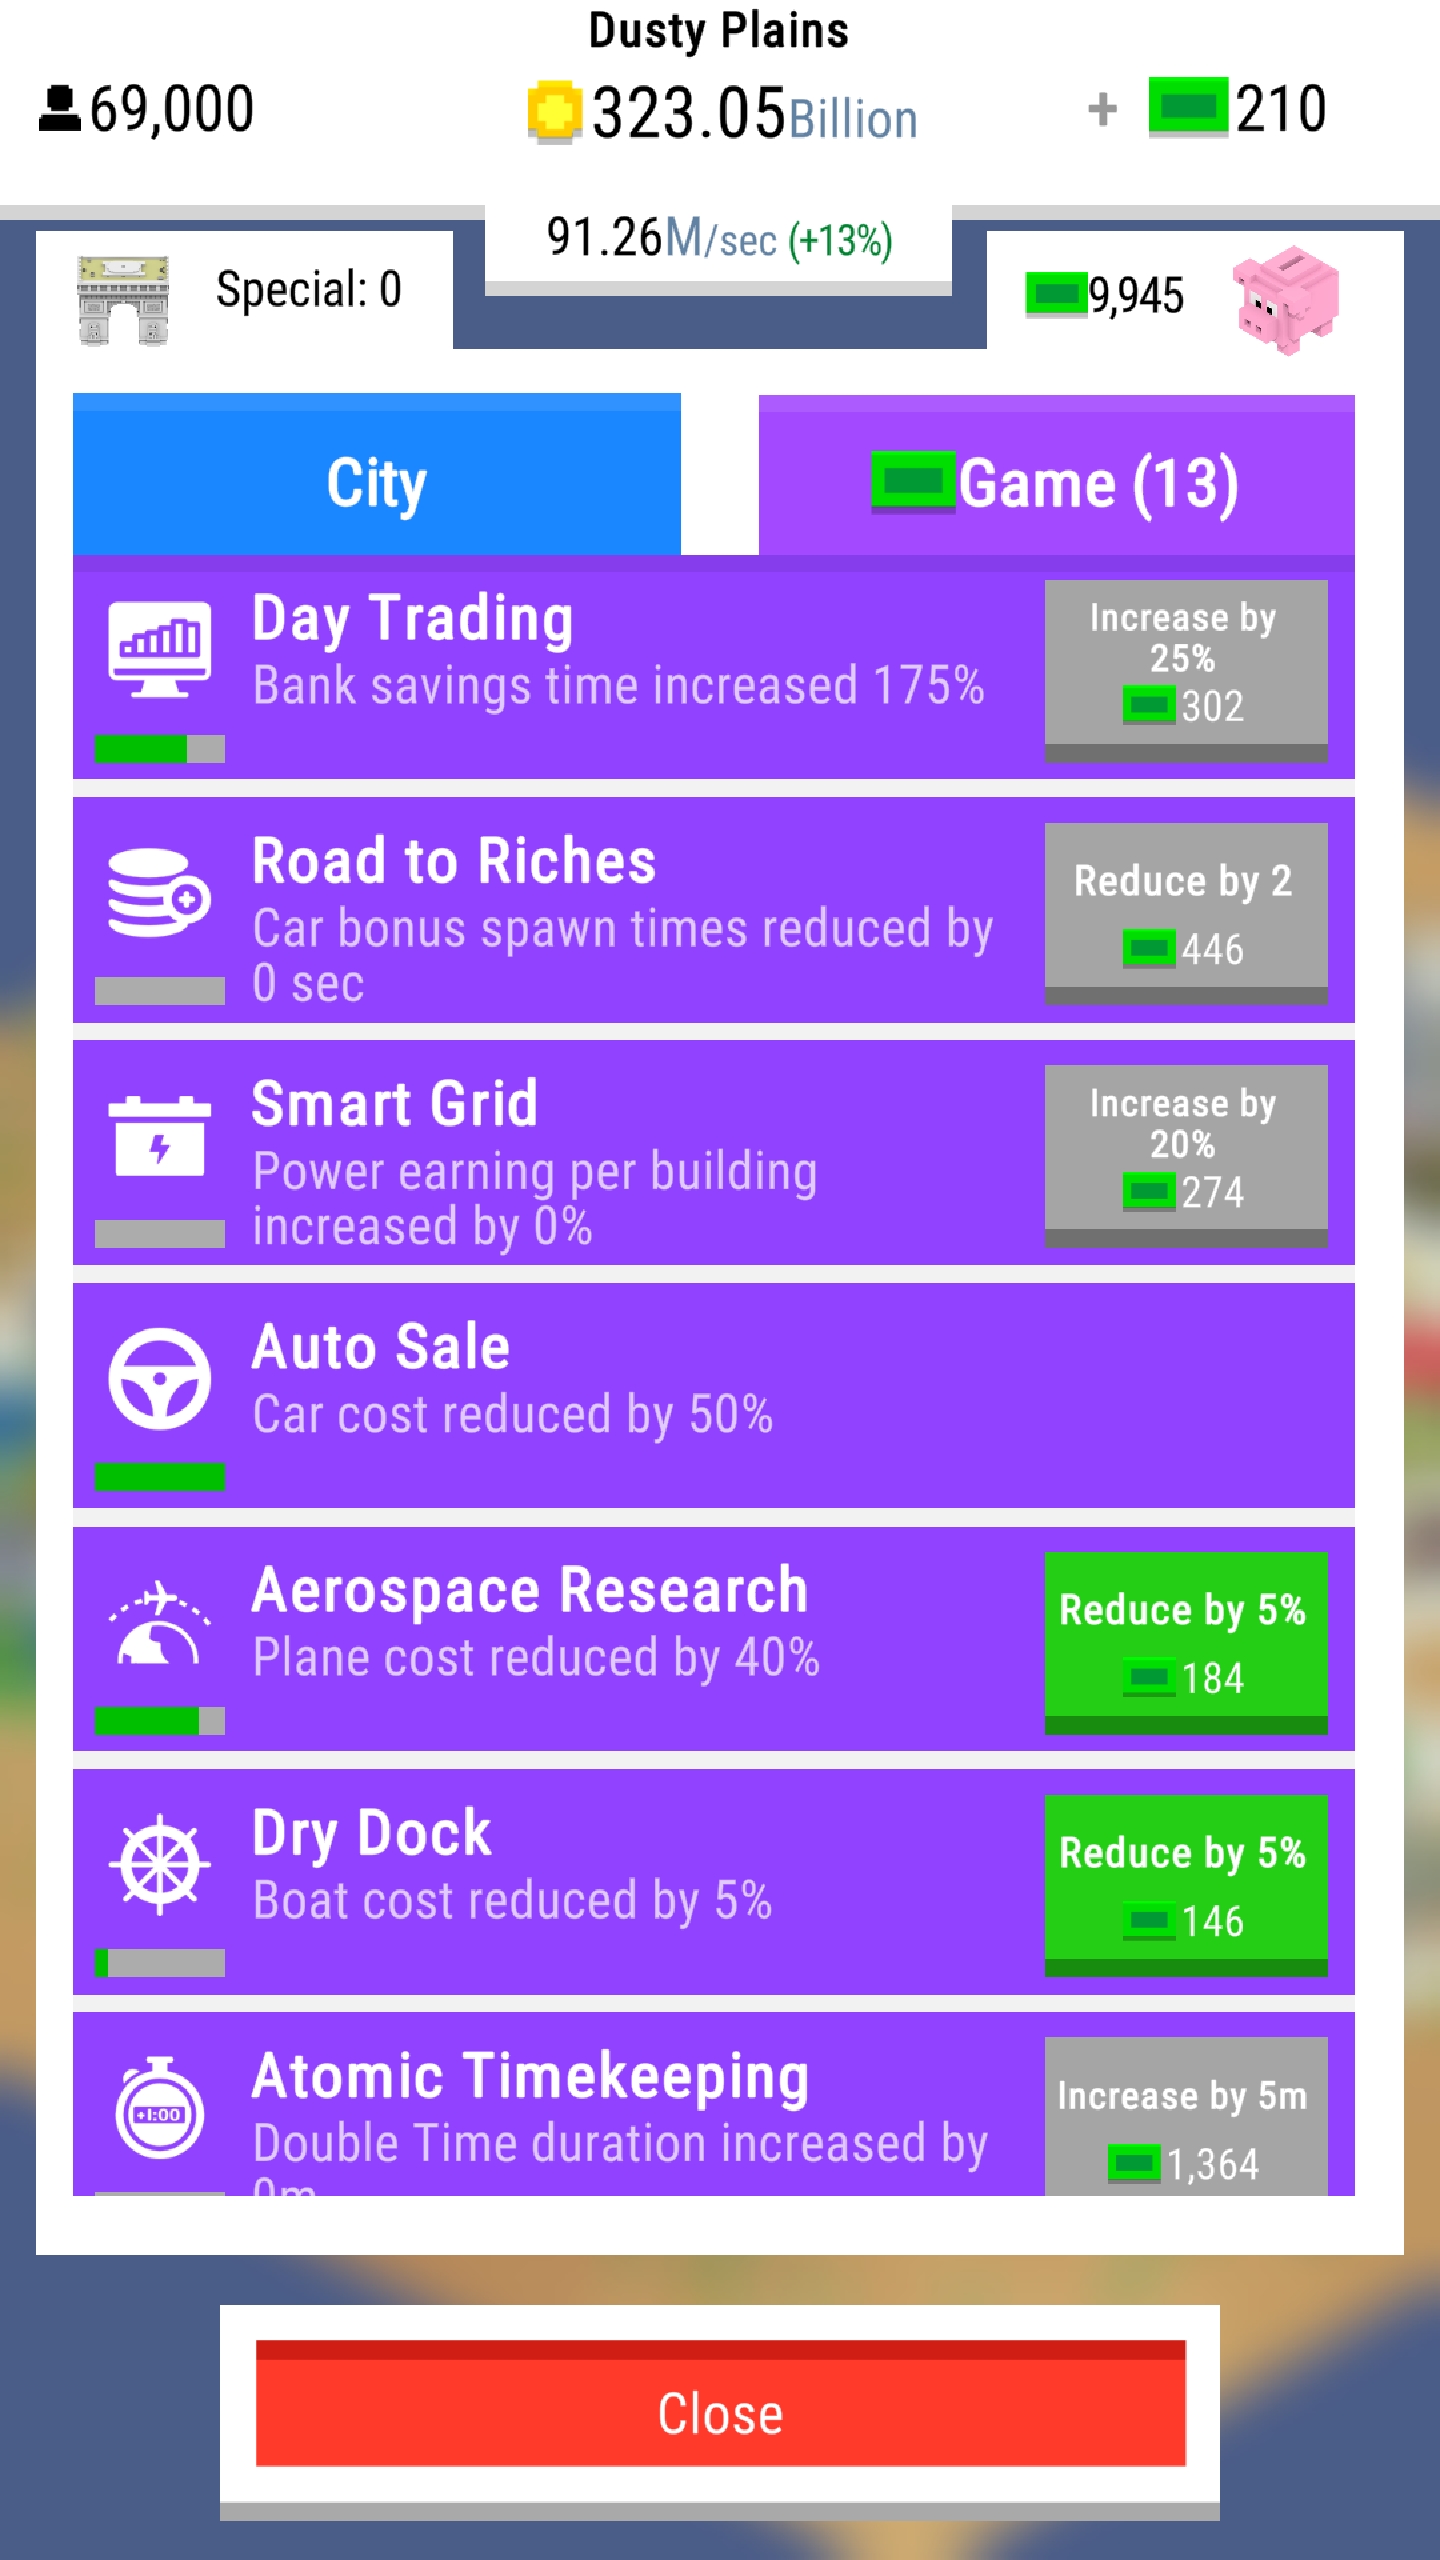 Dusty Plains
69,000
323.05Billion
+ 210
91.26M/sec (+13%)
Special: 0
9,945
City
Game (13)
Day Trading
Bank savings time increased 175%
Increase by
25%
302
Road to Riches
Car bonus spawn times reduced by
0 sec
Reduce by 2
446
Smart Grid
Power earning per building
increased by 0%
Increase by
20%
274
Auto Sale
Car cost reduced by 50%
Aerospace Research
Plane cost reduced by 40%
Reduce by 5%
184
Dry Dock
Boat cost reduced by 5%
Reduce by 5%
146
+1:00
Atomic Timekeeping
Double Time duration increased by
0m
Increase by 5m
1,364
Close